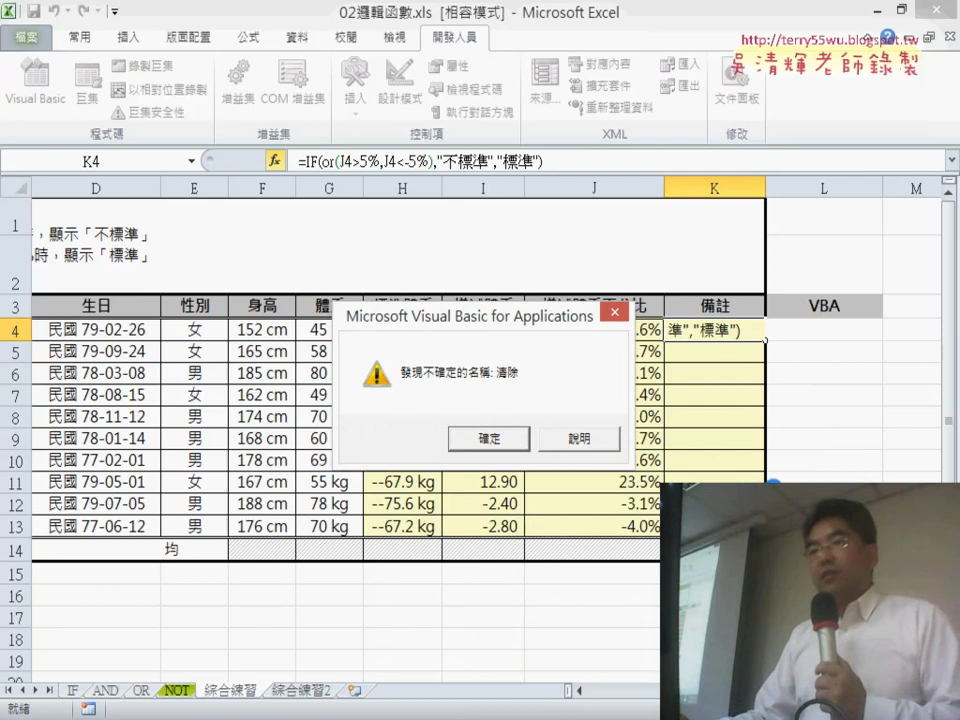 02邏輯函數.xls [相容模式] - Microsoft Excel
http://terry55wu.blogspot.tw
吳清輝老師錄製
檔案 常用 插入 版面配置 公式 資料 校閱 檢視 開發人員
Visual Basic 巨集 錄製巨集 以相對位置錄製 巨集安全性 增益集 COM 增益集 插入 設計模式 屬性 檢視程式碼 執行對話方塊 來源... 對應內容 擴充套件 重新整理資料 匯入 匯出 文件面板
程式碼 增益集 控制項 XML 修改
K4 fx =IF(or(J4>5%,J4<-5%),"不標準","標準")
D E F G H I J K L M
1 ,顯示「不標準」
時,顯示「標準」
2
3 生日 性別 身高 備註 VBA
4 民國 79-02-26 女 152 cm 45 .6% 準","標準")
5 民國 79-09-24 女 165 cm 58 .7%
6 民國 78-03-08 男 185 cm 80 .1%
7 民國 78-08-15 女 162 cm 49 .4%
8 民國 78-11-12 男 174 cm 70 .0%
9 民國 78-01-14 男 168 cm 60 .7%
10 民國 77-02-01 男 178 cm 69 .6%
11 民國 79-05-01 女 167 cm 55 kg --67.9 kg 12.90 23.5%
12 民國 79-07-05 男 188 cm 78 kg --75.6 kg -2.40 -3.1%
13 民國 77-06-12 男 176 cm 70 kg --67.2 kg -2.80 -4.0%
14 均
15
16
17
18
19
Microsoft Visual Basic for Applications
發現不確定的名稱: 清除
確定 說明
IF AND OR NOT 綜合練習 綜合練習2
就緒